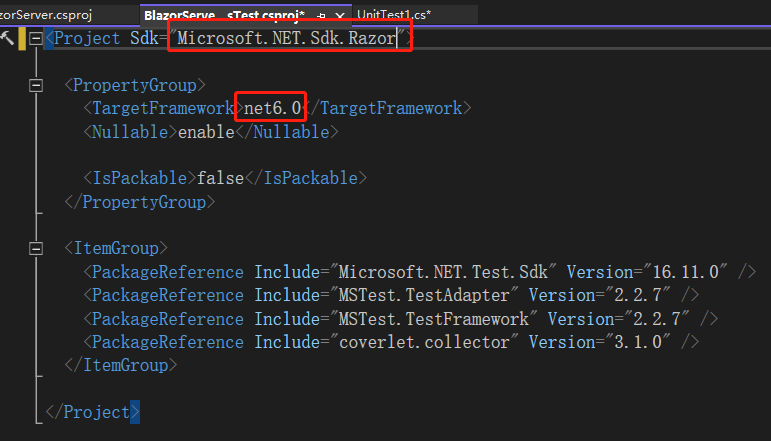 zorServer.csproj BlazorServe...sTest.csproj* UnitTest1.cs*
<Project Sdk="Microsoft.NET.Sdk.Razor">
<PropertyGroup>
<TargetFramework>net6.0</TargetFramework>
<Nullable>enable</Nullable>
<IsPackable>false</IsPackable>
</PropertyGroup>
<ItemGroup>
<PackageReference Include="Microsoft.NET.Test.Sdk" Version="16.11.0" />
<PackageReference Include="MSTest.TestAdapter" Version="2.2.7" />
<PackageReference Include="MSTest.TestFramework" Version="2.2.7" />
<PackageReference Include="coverlet.collector" Version="3.1.0" />
</ItemGroup>
</Project>